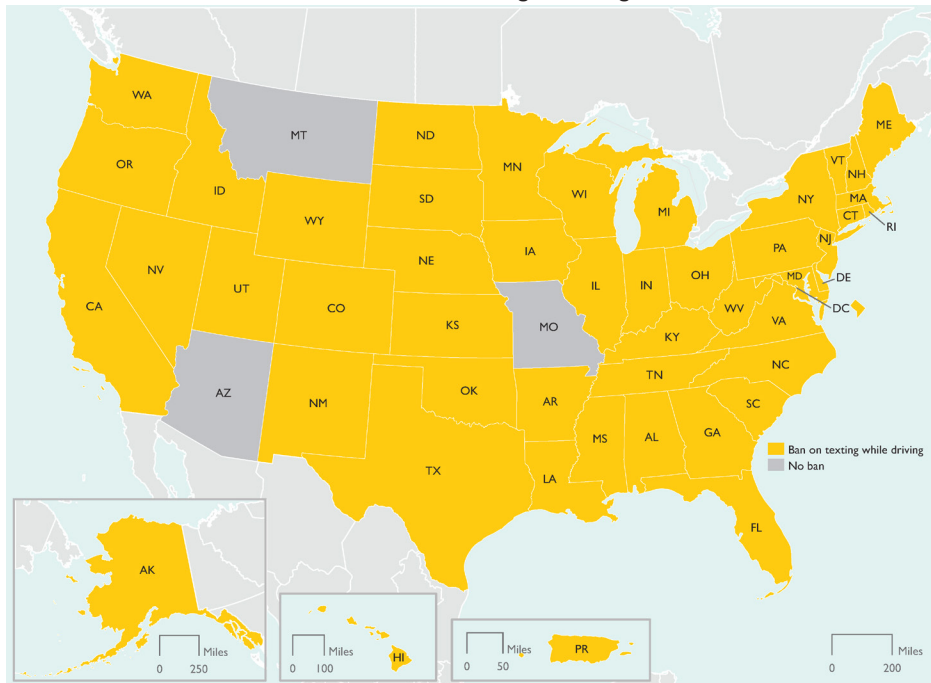 WA
MT
ND
ME
OR
MN
VT
NH
ID
SD
WI
NY
MA
MI
CT
RI
WY
IA
PA
NJ
NE
OH
NV
MD
DE
UT
IL
IN
CA
CO
WV
DC
KS
MO
VA
KY
NC
TN
AZ
OK
NM
AR
SC
MS
AL
GA
Ban on texting while driving
No ban
TX
LA
FL
AK
Miles
0 250
HI
Miles
0 100
PR
Miles
0 50
Miles
0 200